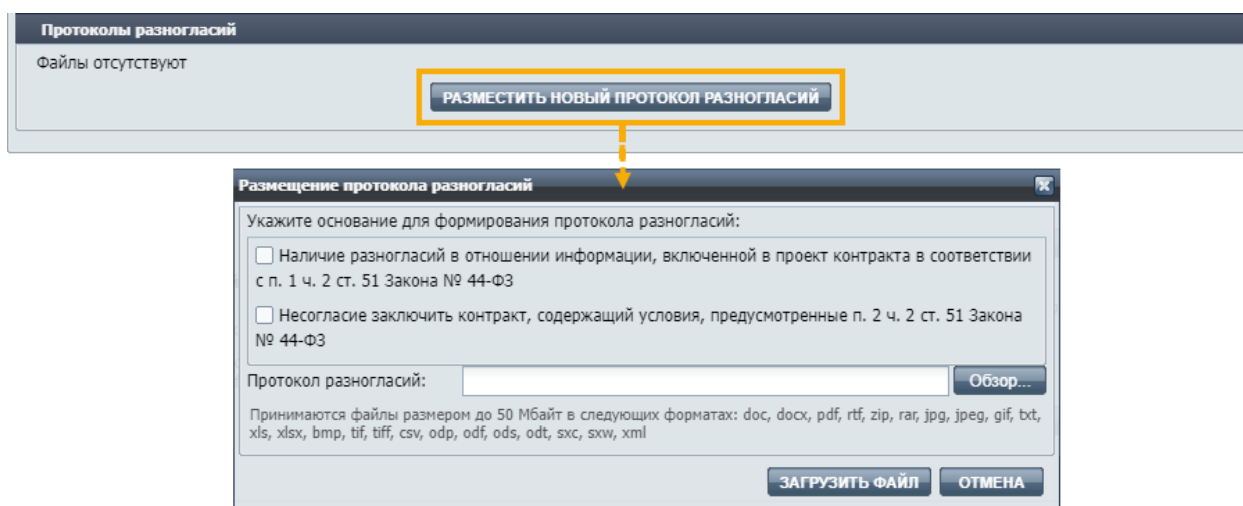 Протоколы разногласий
Файлы отсутствуют
РАЗМЕСТИТЬ НОВЫЙ ПРОТОКОЛ РАЗНОГЛАСИЙ
Размещение протокола разногласий
Укажите основание для формирования протокола разногласий:
Наличие разногласий в отношении информации, включенной в проект контракта в соответствии
с п. 1 ч. 2 ст. 51 Закона № 44-ФЗ
Несогласие заключить контракт, содержащий условия, предусмотренные п. 2 ч. 2 ст. 51 Закона
№ 44-ФЗ
Протокол разногласий:
Обзор...
Принимаются файлы размером до 50 Мбайт в следующих форматах: doc, docx, pdf, rtf, zip, rar, jpg, jpeg, gif, txt,
xls, xlsx, bmp, tif, tiff, csv, odp, odf, ods, odt, sxc, sxw, xml
ЗАГРУЗИТЬ ФАЙЛ
ОТМЕНА